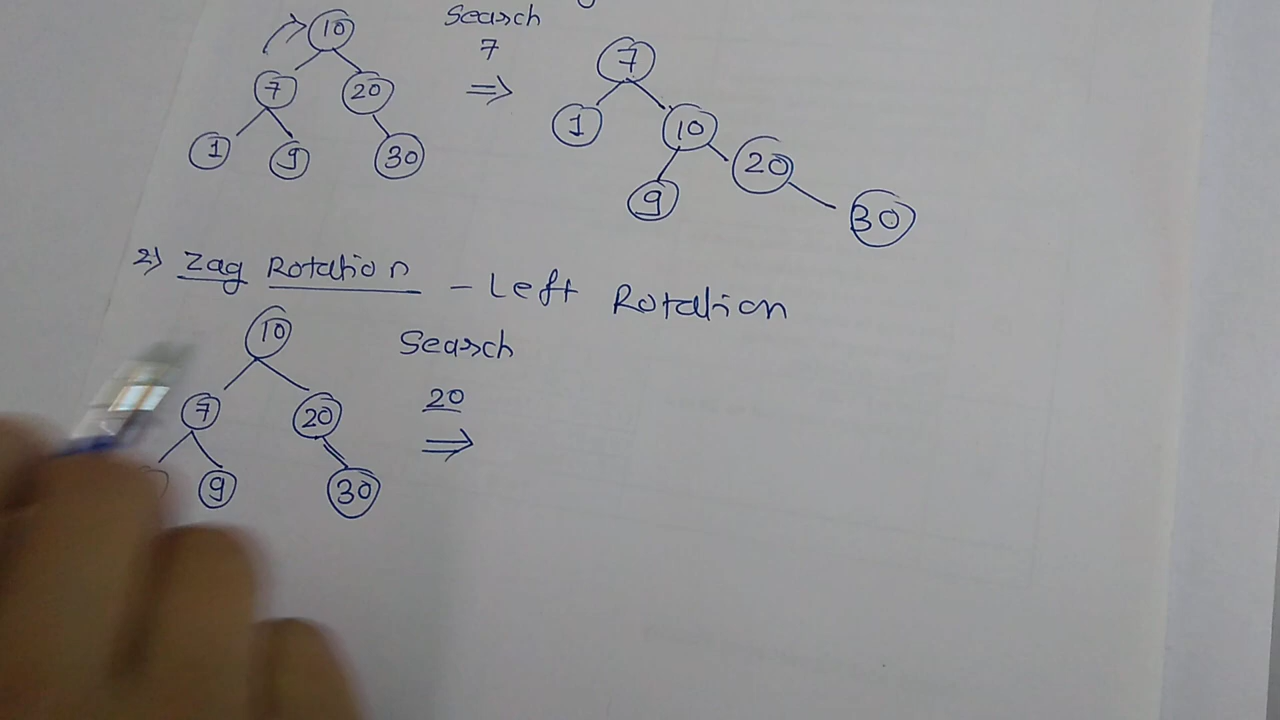 Search
7
⇒
10
7 20
1 9 30
7
1 10 20
9 30
2) Zag Rotation - Left Rotation
10
Search
20
⇒
7 20
9 30